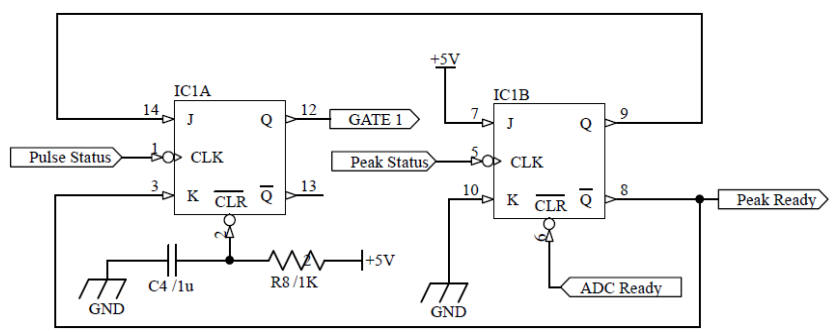 +5V
IC1A
IC1B
14
J
Q
12
GATE 1
7
J
Q
9
Pulse Status
1
CLK
Peak Status
5
CLK
3
K
CLR
Q
13
10
K
CLR
Q
8
Peak Ready
2
6
C4 /1u
2
R8 /1K
+5V
ADC Ready
GND
GND